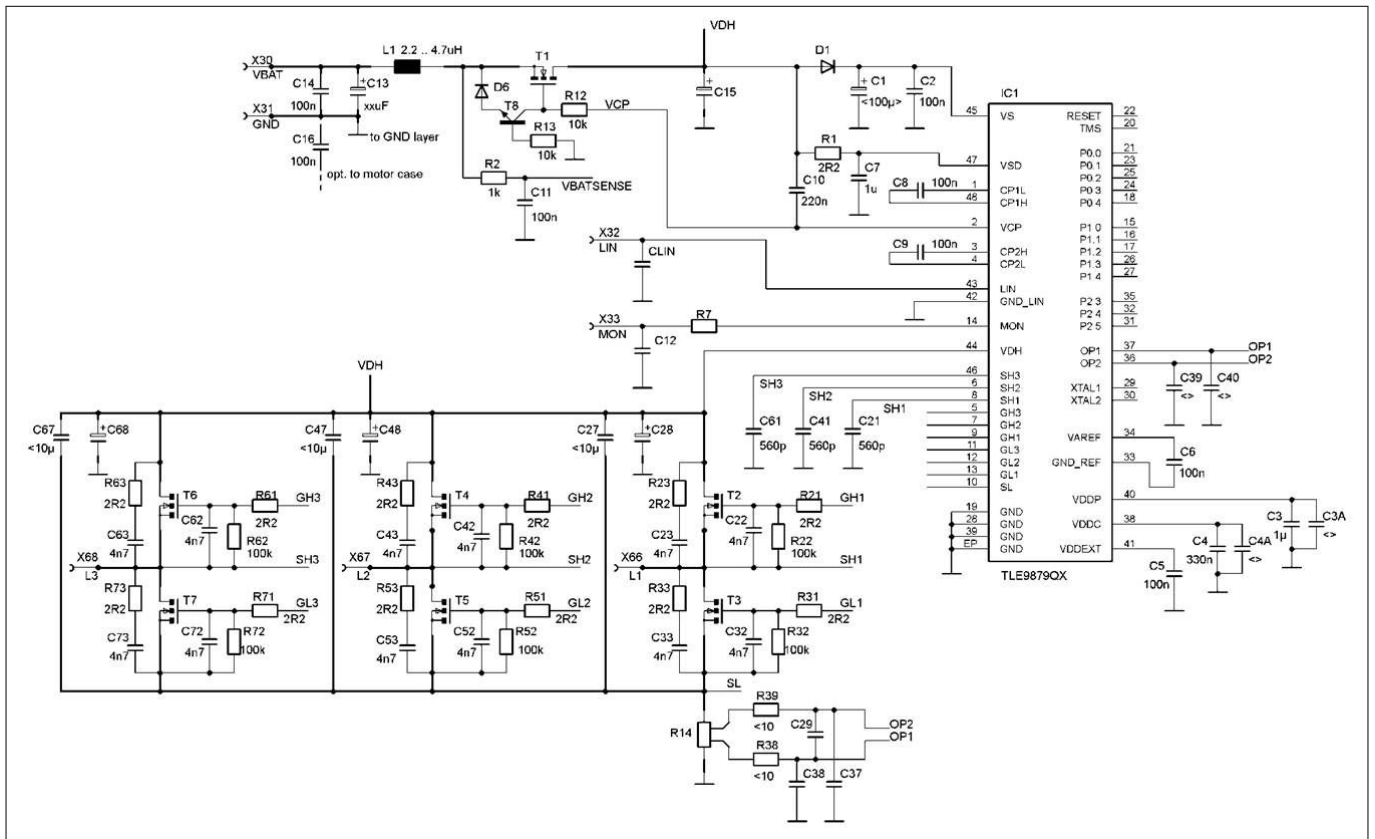 VDH
L1 2.2 .. 4.7uH
T1
D1
X30
VBAT
C14
100n
C13
xxuF
D6
T8
R12
10k
VCP
C15
C1
<100µ>
C2
100n
IC1
X31
GND
to GND layer
C16
100n
opt. to motor case
R13
10k
R2
1k
C11
100n
VBATSENSE
R1
2R2
C7
1u
C10
220n
C8
100n
C9
100n
X32
LIN
CLIN
X33
MON
C12
R7
45 VS
47 VSD
1 CP1L
48 CP1H
2 VCP
3 CP2H
4 CP2L
43 LIN
42 GND_LIN
14 MON
44 VDH
46 SH3
6 SH2
8 SH1
5 GH3
7 GH2
9 GH1
11 GL3
12 GL2
13 GL1
10 SL
19 GND
28 GND
39 GND
EP GND
RESET 22
TMS 20
P0.0 21
P0.1 23
P0.2 25
P0 3 24
P0 4 18
P1 0 15
P1.1 16
P1.2 17
P1.3 26
P1 4 27
P2 3 35
P2 4 32
P2 5 31
OP1 37
OP2 36
XTAL1 29
XTAL2 30
VAREF 34
GND_REF 33
VDDP 40
VDDC 38
VDDEXT 41
TLE9879QX
OP1
OP2
C39
<>
C40
<>
C6
100n
C3
1µ
C3A
<>
C4
330n
C4A
<>
C5
100n
SH3
SH2
SH1
C61
560p
C41
560p
C21
560p
VDH
C67
<10µ
C68
C47
<10µ
C48
C27
<10µ
C28
R63
2R2
T6
R61
2R2
GH3
C63
4n7
C62
4n7
R62
100k
X68
L3
SH3
R73
2R2
T7
R71
2R2
GL3
C73
4n7
C72
4n7
R72
100k
R43
2R2
T4
R41
2R2
GH2
C43
4n7
C42
4n7
R42
100k
X67
L2
SH2
R53
2R2
T5
R51
2R2
GL2
C53
4n7
C52
4n7
R52
100k
R23
2R2
T2
R21
2R2
GH1
C23
4n7
C22
4n7
R22
100k
X66
L1
SH1
R33
2R2
T3
R31
2R2
GL1
C33
4n7
C32
4n7
R32
100k
SL
R14
R39
<10
R38
<10
C29
C38
C37
OP2
OP1